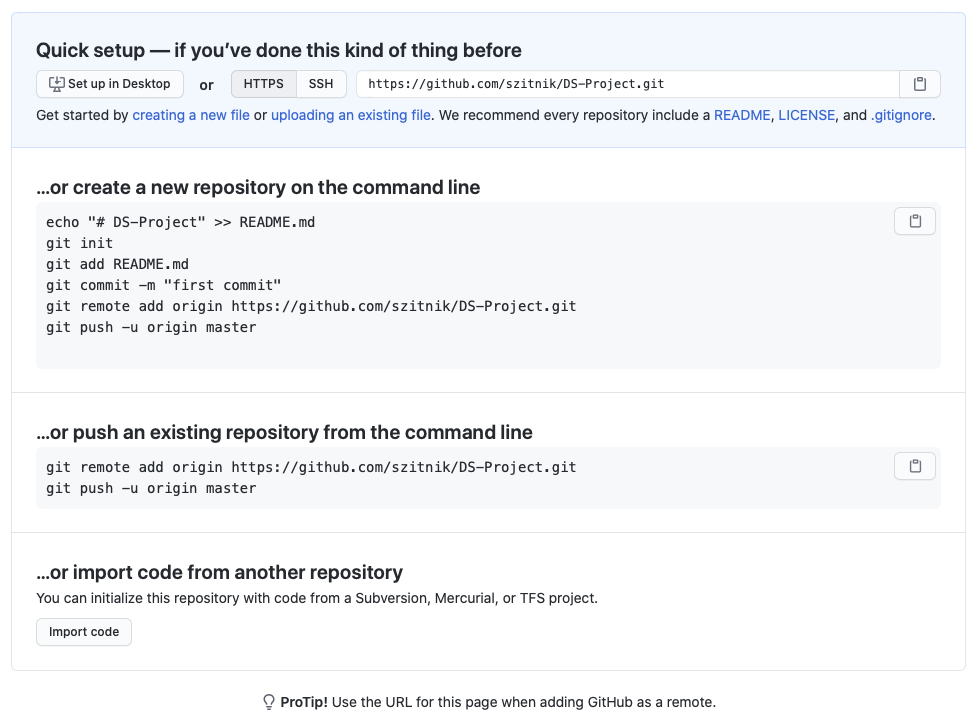 Quick setup — if you’ve done this kind of thing before
Set up in Desktop or HTTPS SSH https://github.com/szitnik/DS-Project.git
Get started by creating a new file or uploading an existing file. We recommend every repository include a README, LICENSE, and .gitignore.
…or create a new repository on the command line
echo "# DS-Project" >> README.md
git init
git add README.md
git commit -m "first commit"
git remote add origin https://github.com/szitnik/DS-Project.git
git push -u origin master
…or push an existing repository from the command line
git remote add origin https://github.com/szitnik/DS-Project.git
git push -u origin master
…or import code from another repository
You can initialize this repository with code from a Subversion, Mercurial, or TFS project.
Import code
ProTip! Use the URL for this page when adding GitHub as a remote.